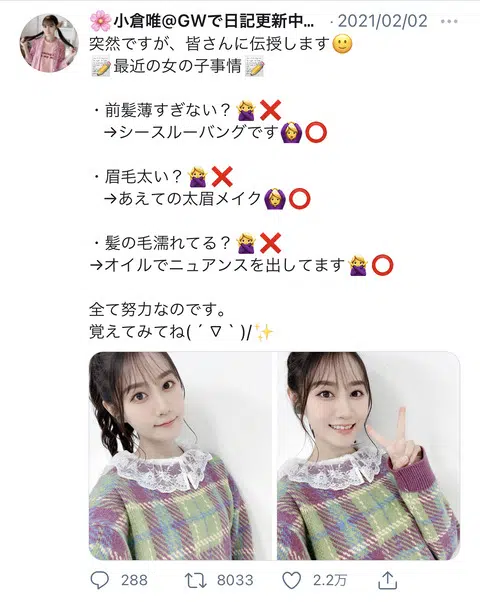 🌸小倉唯@GWで日記更新中... · 2021/02/02
突然ですが、皆さんに伝授します🙂
📝最近の女の子事情📝
・前髪薄すぎない？🙅‍♀️❌
→シースルーバングです🙆‍♀️⭕
・眉毛太い？🙅‍♀️❌
→あえての太眉メイク🙆‍♀️⭕
・髪の毛濡れてる？🙅‍♀️❌
→オイルでニュアンスを出してます🙅‍♀️⭕
全て努力なのです。
覚えてみてね( ´ ∇ ` )/✨
288 8033 2.2万